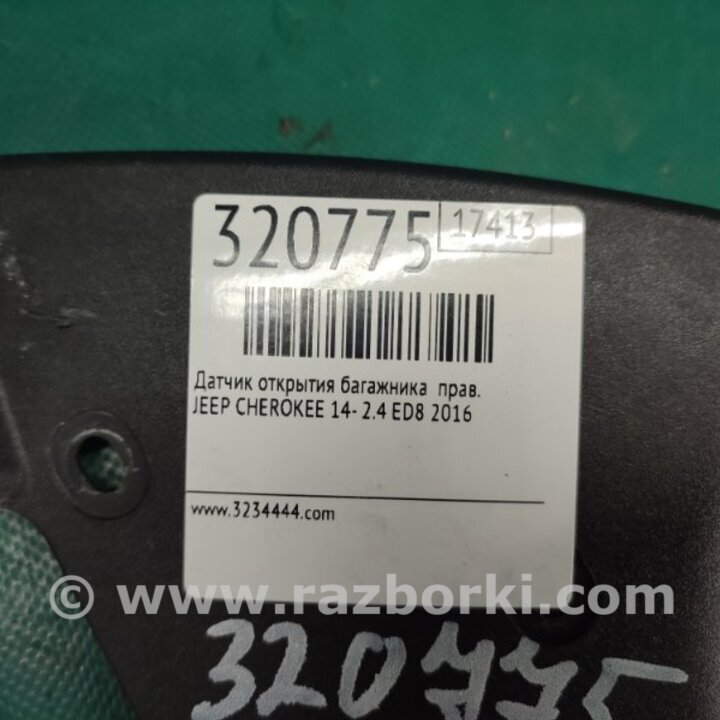 320775 17413
Датчик открытия багажника прав.
JEEP CHEROKEE 14- 2.4 ED8 2016
www.3234444.com
© www.razborki.com
320775